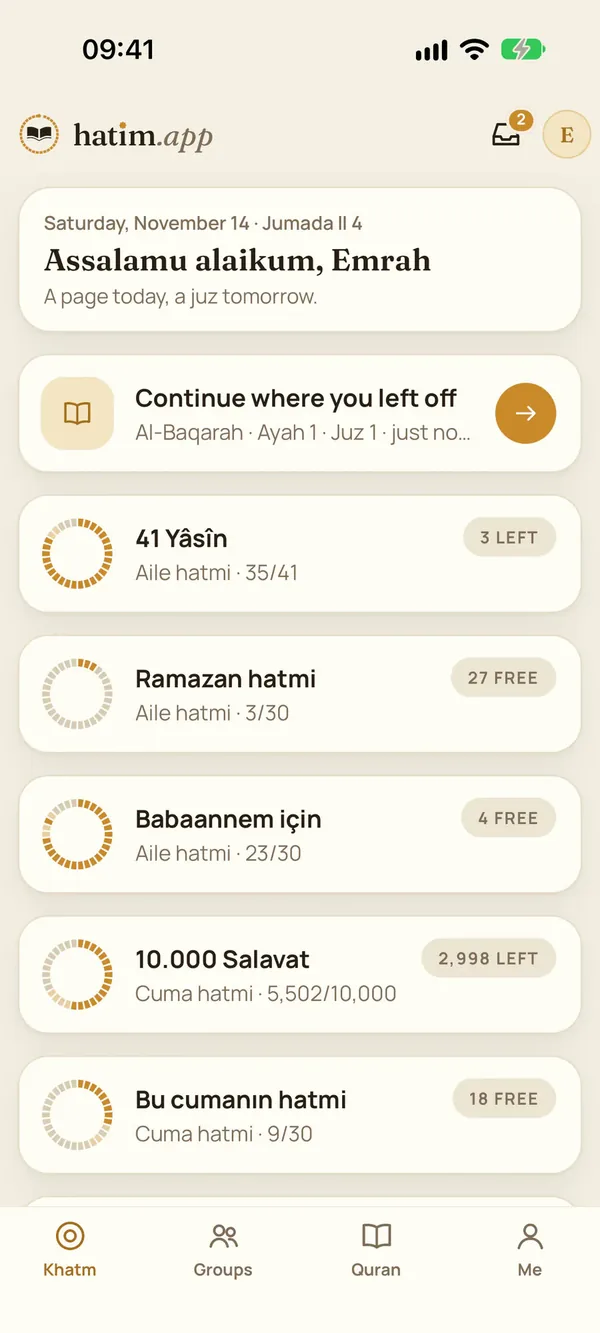 09:41
hatim.app
2
E
Saturday, November 14 · Jumada II 4
Assalamu alaikum, Emrah
A page today, a juz tomorrow.
Continue where you left off
Al-Baqarah · Ayah 1 · Juz 1 · just no...
41 Yâsîn
3 LEFT
Aile hatmi · 35/41
Ramazan hatmi
27 FREE
Aile hatmi · 3/30
Babaannem için
4 FREE
Aile hatmi · 23/30
10.000 Salavat
2,998 LEFT
Cuma hatmi · 5,502/10,000
Bu cumanın hatmi
18 FREE
Cuma hatmi · 9/30
Khatm
Groups
Quran
Me